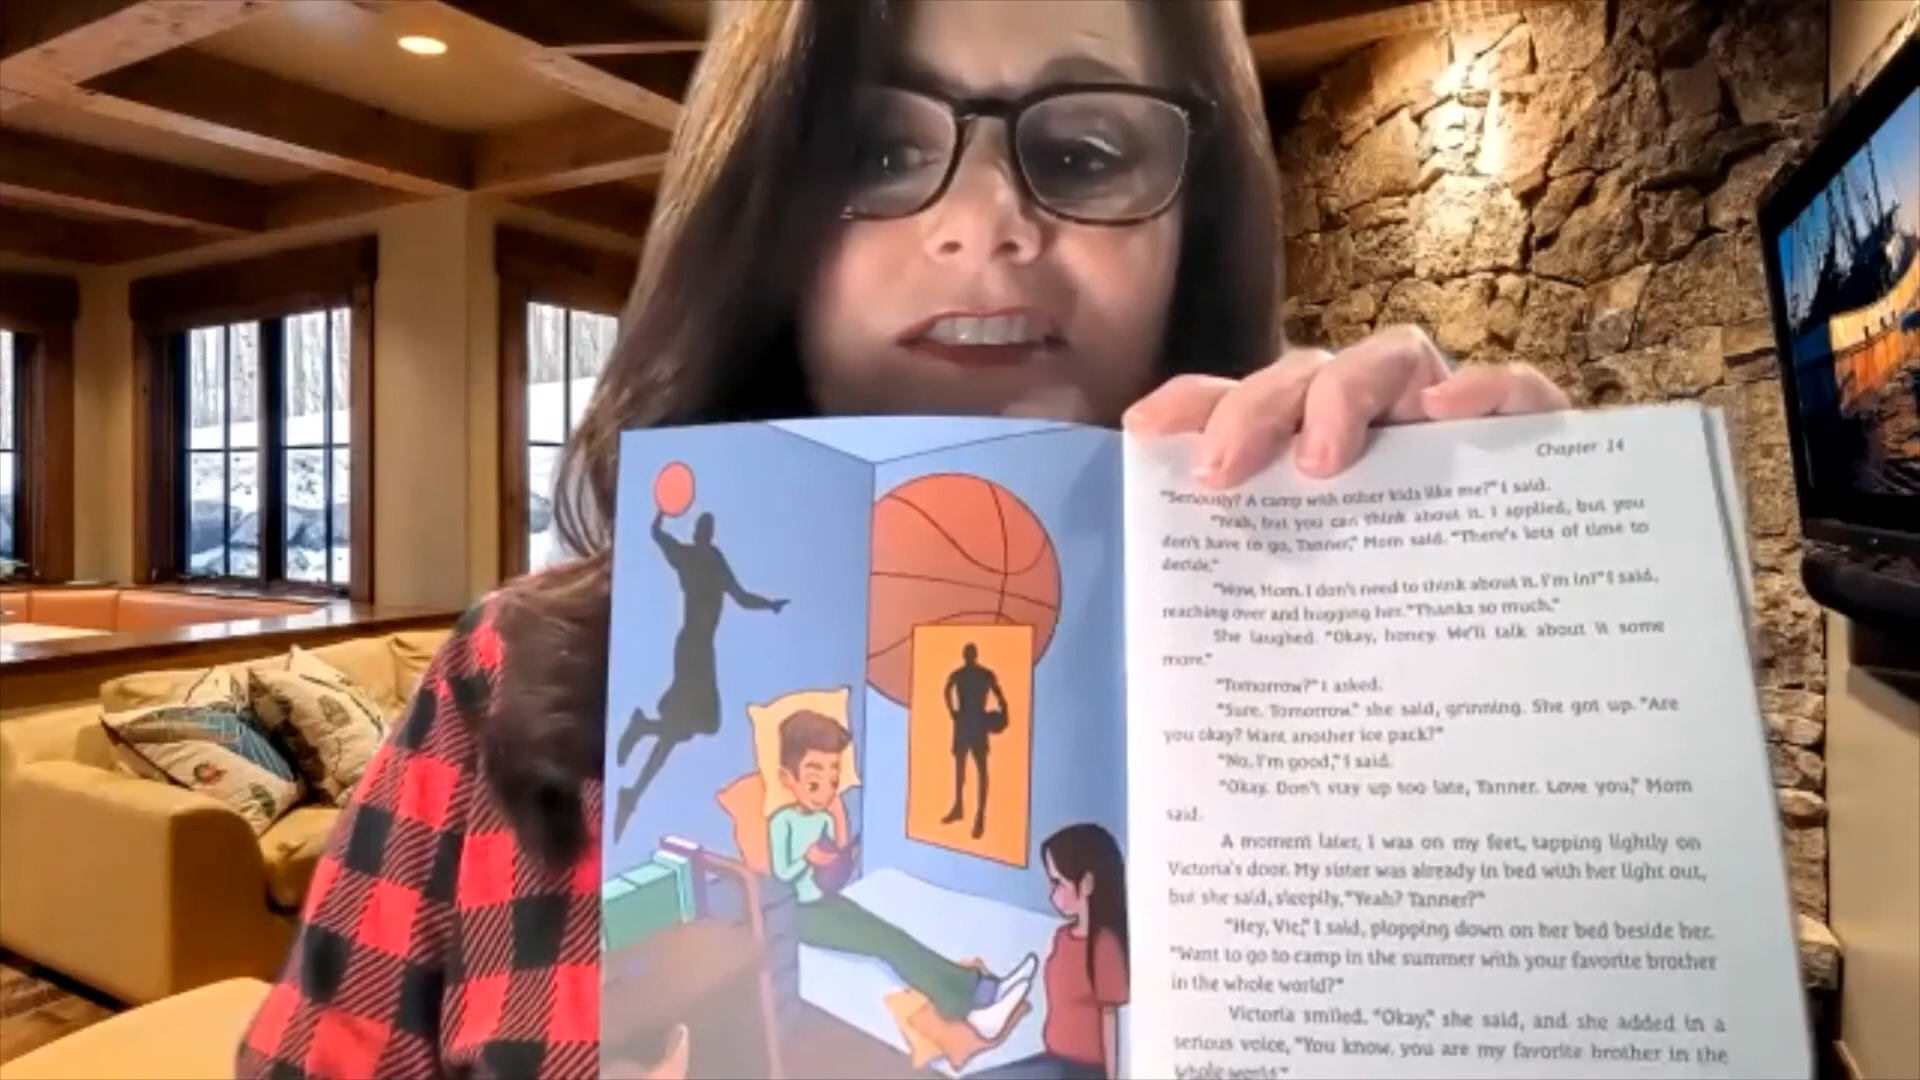 Chapter 14
"Seriously? A camp with other kids like me?" I said.
"Yeah, but you can think about it. I applied, but you
don't have to go, Tanner," Mom said. "There's lots of time to
decide."
"Wow, Mom. I don't need to think about it. I'm in!" I said,
reaching over and hugging her. "Thanks so much."
She laughed. "Okay, honey. We'll talk about it some
more."
"Tomorrow?" I asked.
"Sure. Tomorrow," she said, grinning. She got up. "Are
you okay? Want another ice pack?"
"No, I'm good," I said.
"Okay. Don't stay up too late, Tanner. Love you," Mom
said.
A moment later, I was on my feet, tapping lightly on
Victoria's door. My sister was already in bed with her light out,
but she said, sleepily, "Yeah? Tanner?"
"Hey, Vic," I said, plopping down on her bed beside her.
"Want to go to camp in the summer with your favorite brother
in the whole world?"
Victoria smiled. "Okay," she said, and she added in a
serious voice, "You know, you are my favorite brother in the
whole world."